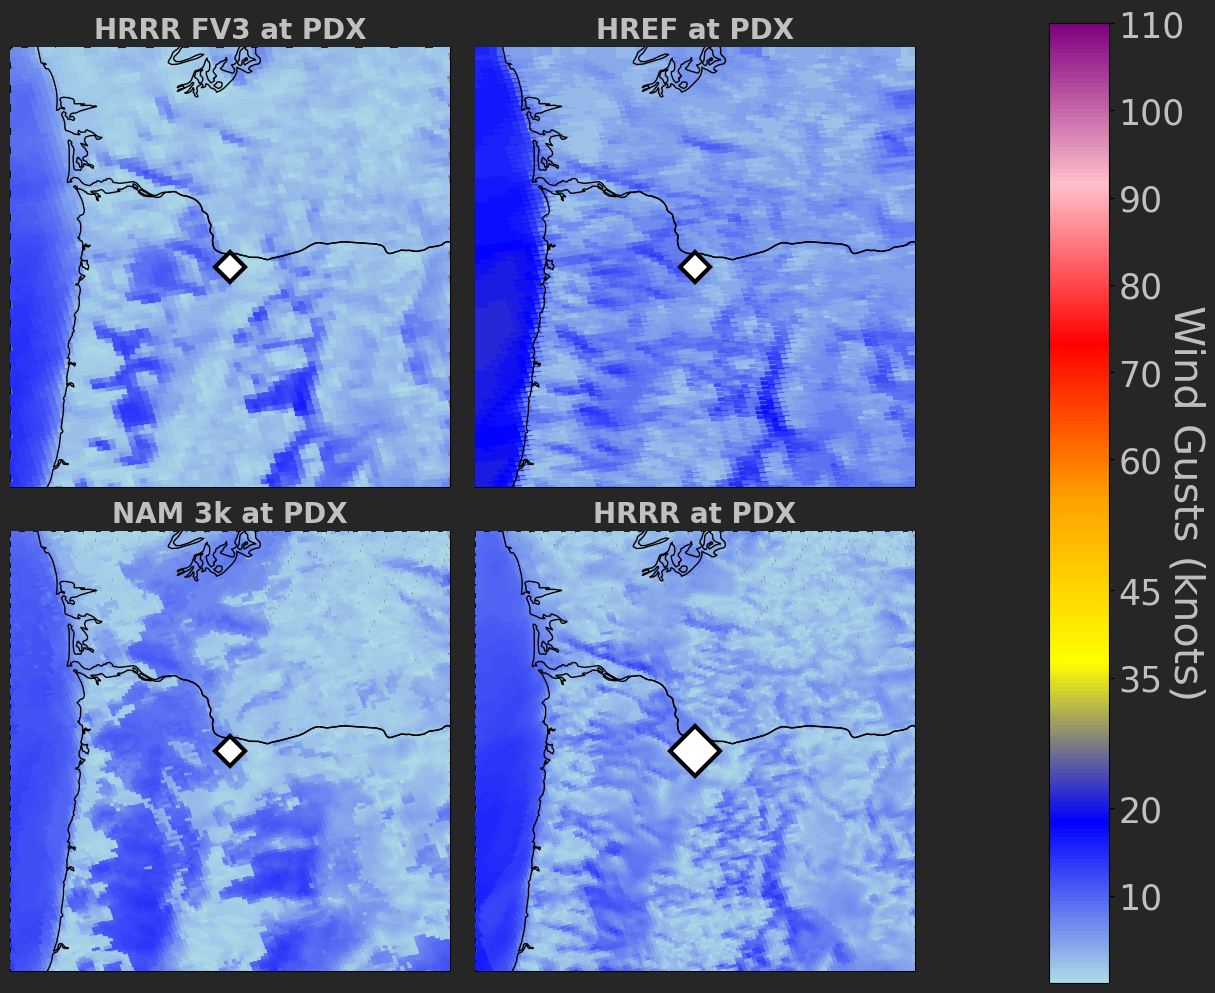 HRRR FV3 at PDX
HREF at PDX
NAM 3k at PDX
HRRR at PDX
110
100
90
80
70
60
45
35
20
10
Wind Gusts (knots)